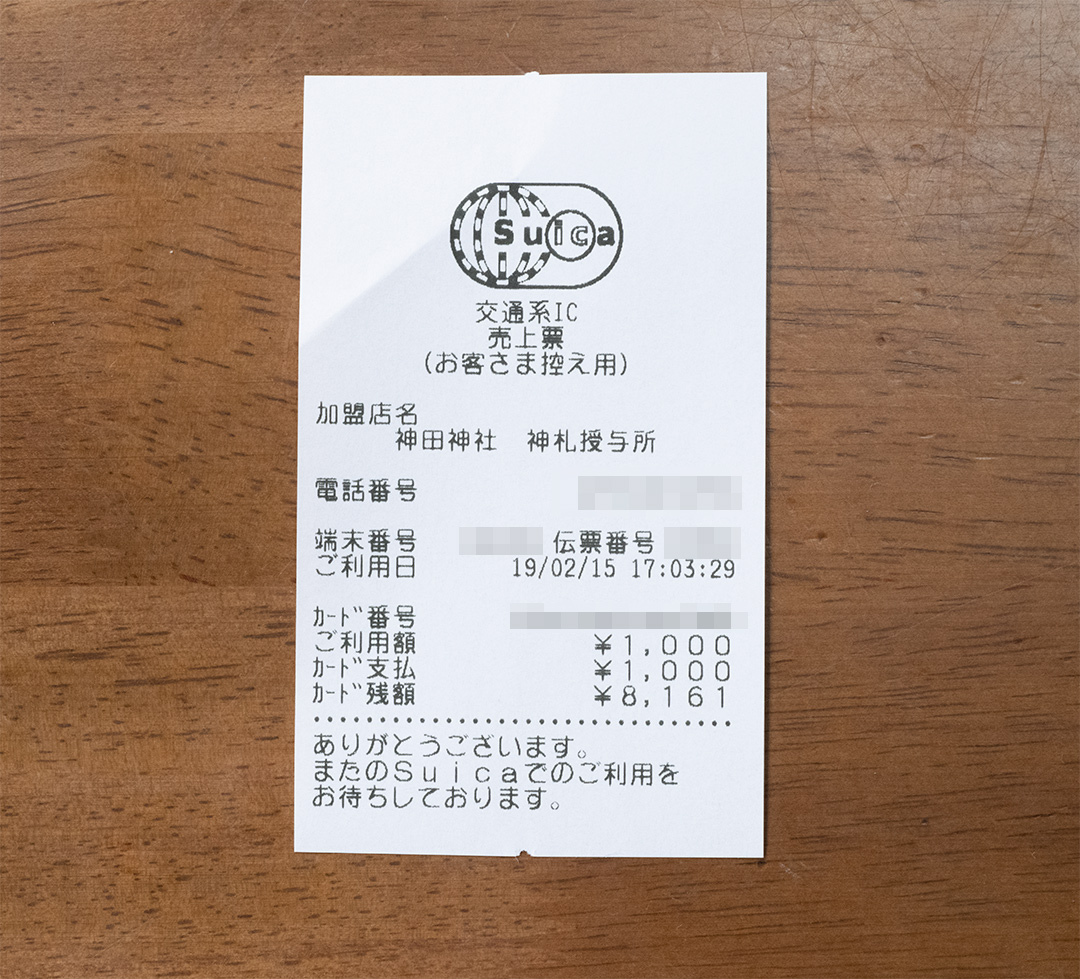 Suica
交通系IC
売上票
(お客さま控え用)
加盟店名
神田神社 神札授与所
電話番号
端末番号 伝票番号
ご利用日 19/02/15 17:03:29
ｶｰﾄﾞ番号
ご利用額 ¥1,000
ｶｰﾄﾞ支払 ¥1,000
ｶｰﾄﾞ残額 ¥8,161
ありがとうございます。
またのSuicaでのご利用を
お待ちしております。